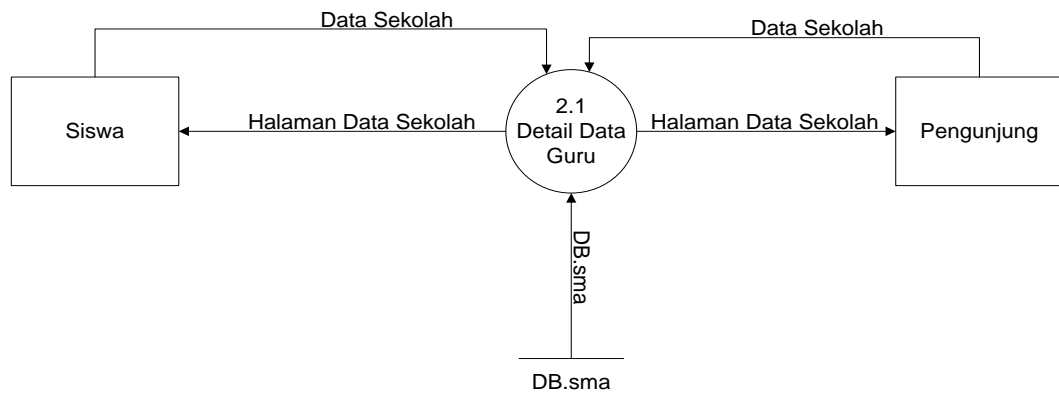 Data Sekolah
Data Sekolah
Siswa
Halaman Data Sekolah
2.1
Detail Data
Guru
Halaman Data Sekolah
Pengunjung
DB.sma
DB.sma